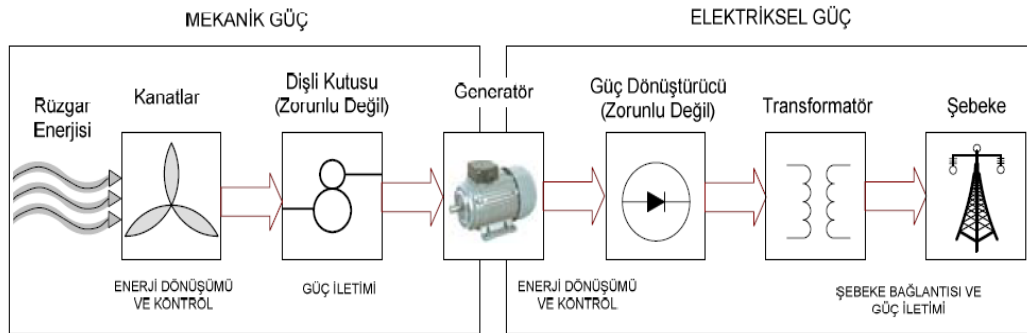 MEKANİK GÜÇ
ELEKTRİKSEL GÜÇ
Rüzgar
Enerjisi
Kanatlar
Dişli Kutusu
(Zorunlu Değil)
Generatör
Güç Dönüştürücü
(Zorunlu Değil)
Transformatör
Şebeke
ENERJİ DÖNÜŞÜMÜ
VE KONTROL
GÜÇ İLETİMİ
ENERJİ DÖNÜŞÜMÜ
VE KONTROL
ŞEBEKE BAĞLANTISI VE
GÜÇ İLETİMİ